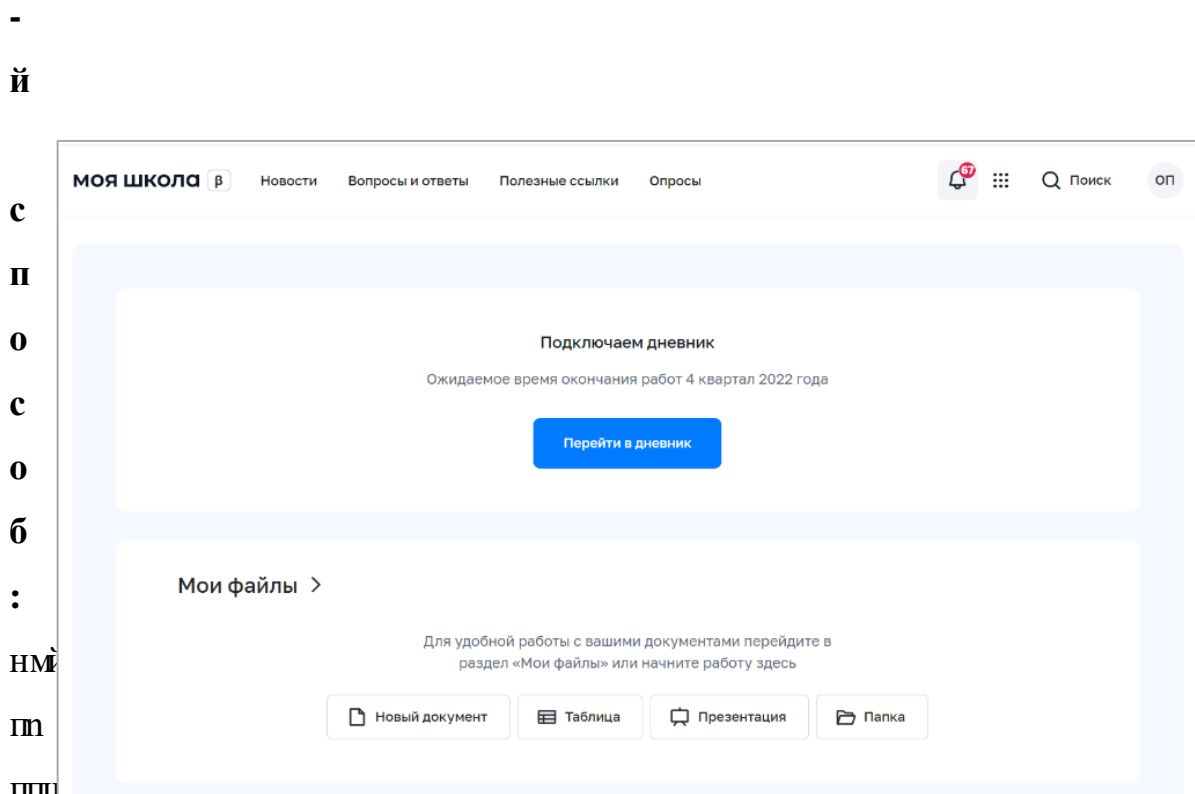 -
й
с
п
о
с
о
б
:
моя школа β Новости Вопросы и ответы Полезные ссылки Опросы 67 Поиск ОП
Подключаем дневник
Ожидаемое время окончания работ 4 квартал 2022 года
Перейти в дневник
Мои файлы >
Для удобной работы с вашими документами перейдите в
раздел «Мои файлы» или начните работу здесь
Новый документ Таблица Презентация Папка